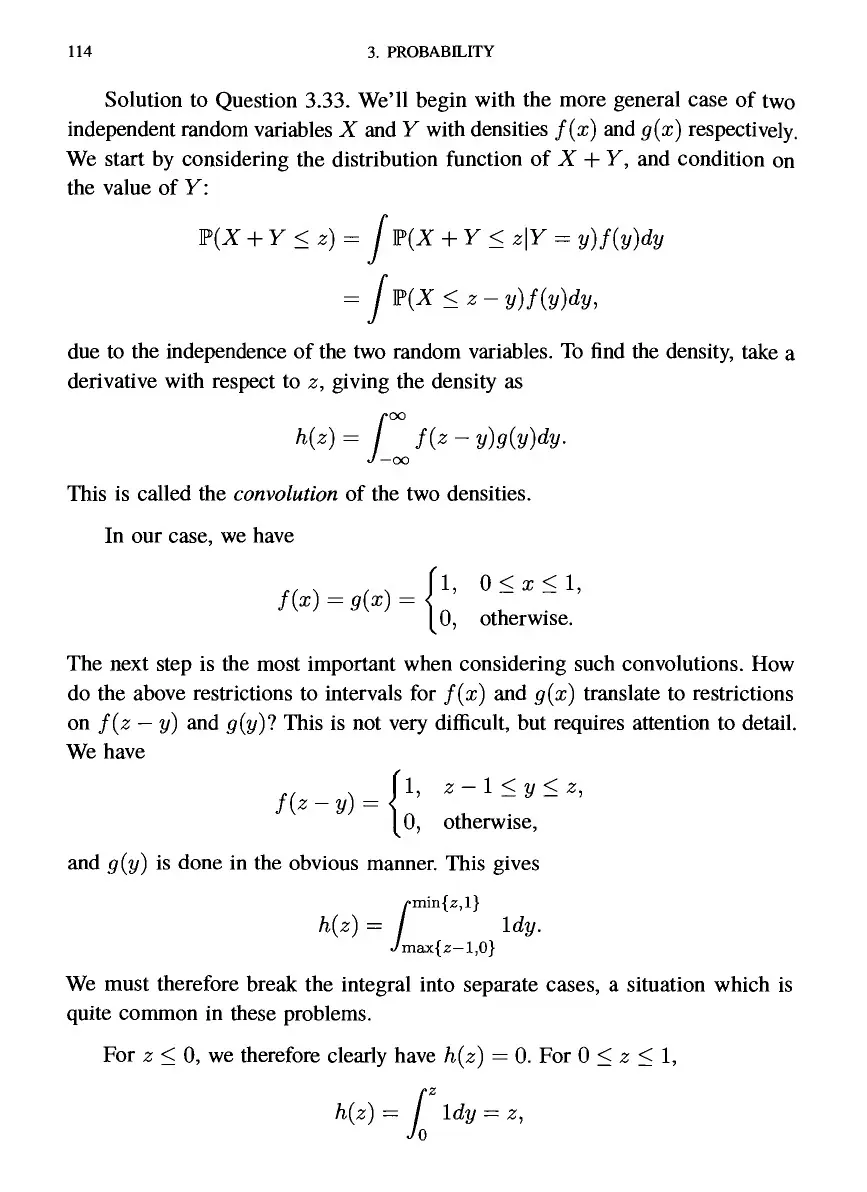 114 3. PROBABILITY
Solution to Question 3.33. We'll begin with the more general case of two
independent random variables X and Y with densities f(x) and g(x) respectively.
We start by considering the distribution function of X + Y, and condition on
the value of Y:
ℙ(X + Y ≤ z) = ∫ ℙ(X + Y ≤ z|Y = y)f(y)dy
= ∫ ℙ(X ≤ z − y)f(y)dy,
due to the independence of the two random variables. To find the density, take a
derivative with respect to z, giving the density as
h(z) = ∫_{−∞}^{∞} f(z − y)g(y)dy.
This is called the convolution of the two densities.
In our case, we have
f(x) = g(x) = { 1, 0 ≤ x ≤ 1,
0, otherwise.
The next step is the most important when considering such convolutions. How
do the above restrictions to intervals for f(x) and g(x) translate to restrictions
on f(z − y) and g(y)? This is not very difficult, but requires attention to detail.
We have
f(z − y) = { 1, z − 1 ≤ y ≤ z,
0, otherwise,
and g(y) is done in the obvious manner. This gives
h(z) = ∫_{max{z−1,0}}^{min{z,1}} 1dy.
We must therefore break the integral into separate cases, a situation which is
quite common in these problems.
For z ≤ 0, we therefore clearly have h(z) = 0. For 0 ≤ z ≤ 1,
h(z) = ∫_{0}^{z} 1dy = z,